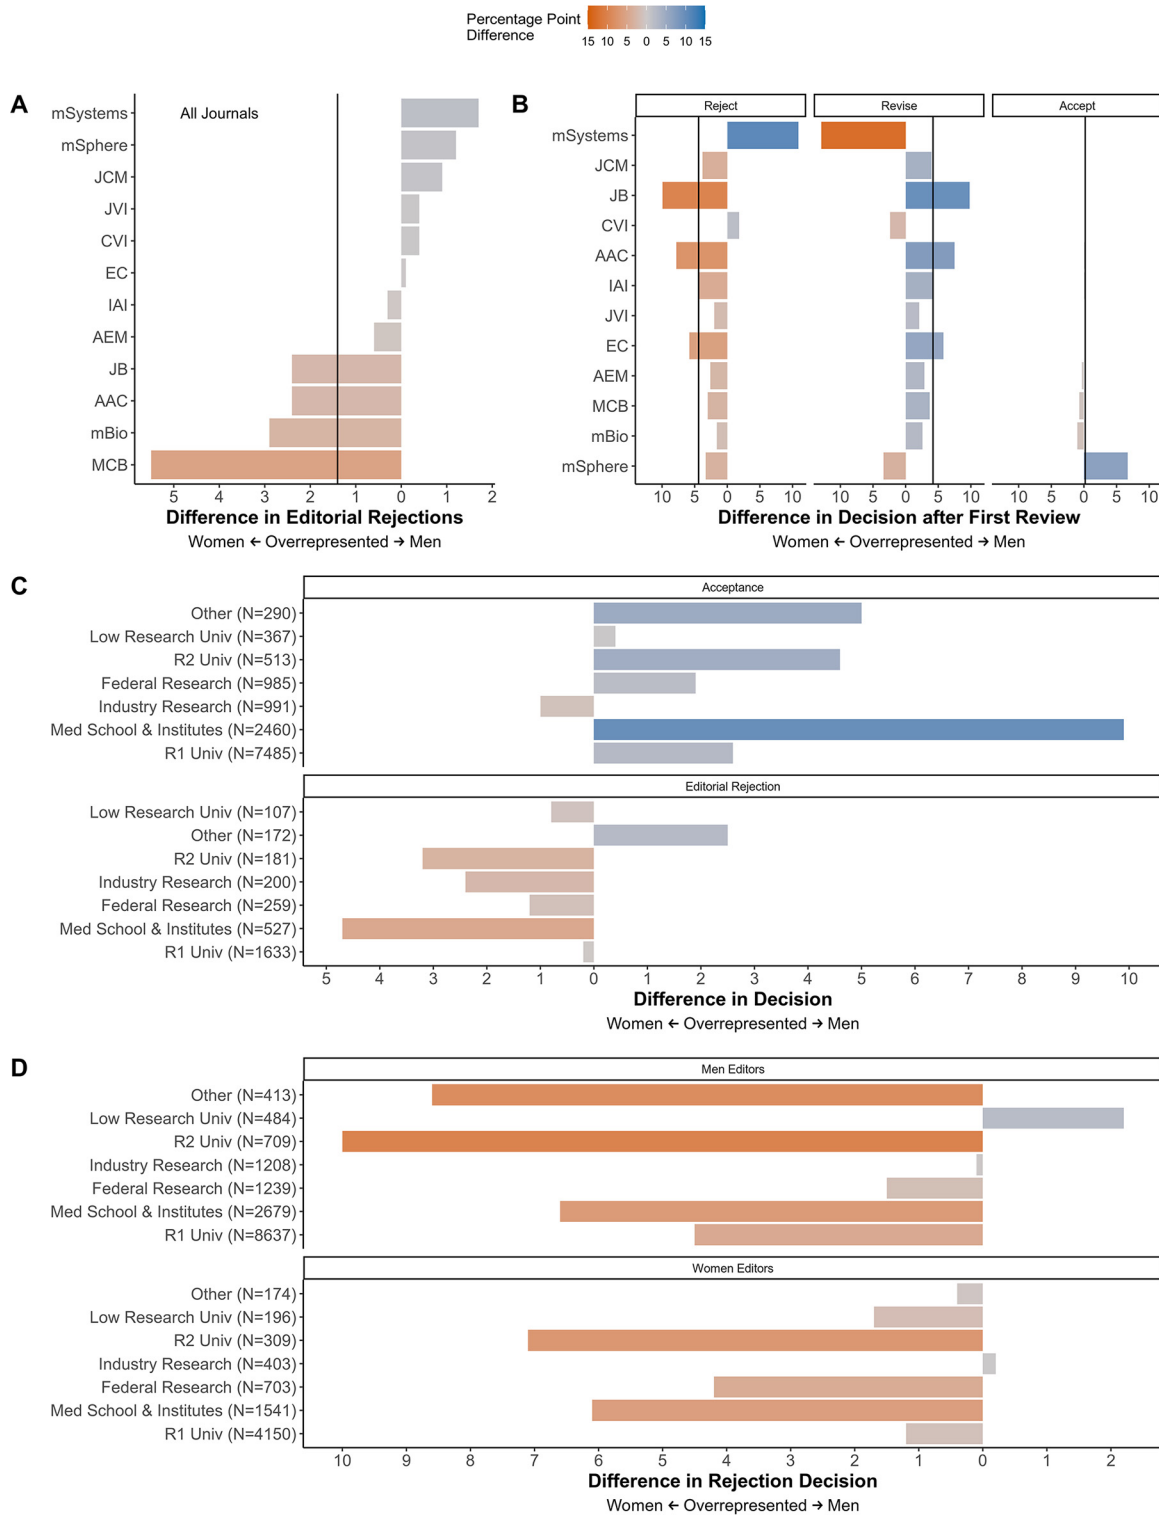 Percentage Point
Difference
15 10 5 0 5 10 15
A
All Journals
mSystems
mSphere
JCM
JVI
CVI
EC
IAI
AEM
JB
AAC
mBio
MCB
5 4 3 2 1 0 1 2
Difference in Editorial Rejections
Women ← Overrepresented → Men
B
Reject Revise Accept
mSystems
JCM
JB
CVI
AAC
IAI
JVI
EC
AEM
MCB
mBio
mSphere
10 5 0 5 10 10 5 0 5 10 10 5 0 5 10
Difference in Decision after First Review
Women ← Overrepresented → Men
C
Acceptance
Other (N=290)
Low Research Univ (N=367)
R2 Univ (N=513)
Federal Research (N=985)
Industry Research (N=991)
Med School & Institutes (N=2460)
R1 Univ (N=7485)
Editorial Rejection
Low Research Univ (N=107)
Other (N=172)
R2 Univ (N=181)
Industry Research (N=200)
Federal Research (N=259)
Med School & Institutes (N=527)
R1 Univ (N=1633)
5 4 3 2 1 0 1 2 3 4 5 6 7 8 9 10
Difference in Decision
Women ← Overrepresented → Men
D
Men Editors
Other (N=413)
Low Research Univ (N=484)
R2 Univ (N=709)
Industry Research (N=1208)
Federal Research (N=1239)
Med School & Institutes (N=2679)
R1 Univ (N=8637)
Women Editors
Other (N=174)
Low Research Univ (N=196)
R2 Univ (N=309)
Industry Research (N=403)
Federal Research (N=703)
Med School & Institutes (N=1541)
R1 Univ (N=4150)
10 9 8 7 6 5 4 3 2 1 0 1 2
Difference in Rejection Decision
Women ← Overrepresented → Men